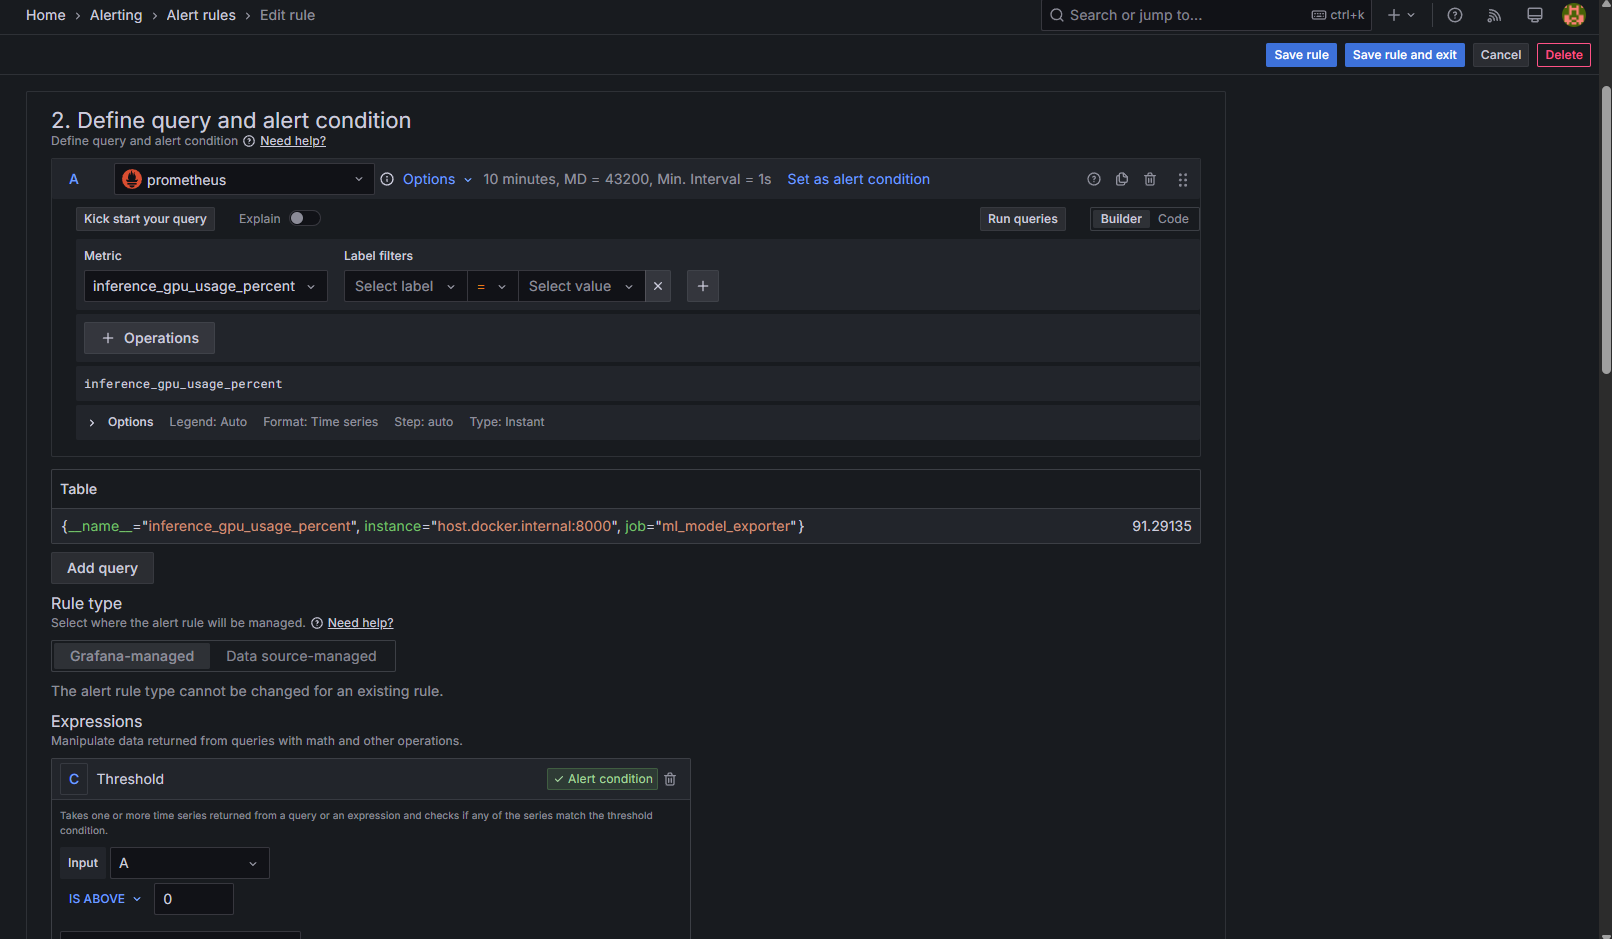 Home › Alerting › Alert rules › Edit rule
Search or jump to... ctrl+k
Save rule Save rule and exit Cancel Delete
2. Define query and alert condition
Define query and alert condition Need help?
A prometheus Options 10 minutes, MD = 43200, Min. Interval = 1s Set as alert condition
Kick start your query Explain Run queries Builder Code
Metric Label filters
inference_gpu_usage_percent Select label = Select value
+ Operations
inference_gpu_usage_percent
Options Legend: Auto Format: Time series Step: auto Type: Instant
Table
{__name__="inference_gpu_usage_percent", instance="host.docker.internal:8000", job="ml_model_exporter"} 91.29135
Add query
Rule type
Select where the alert rule will be managed. Need help?
Grafana-managed Data source-managed
The alert rule type cannot be changed for an existing rule.
Expressions
Manipulate data returned from queries with math and other operations.
C Threshold Alert condition
Takes one or more time series returned from a query or an expression and checks if any of the series match the threshold
condition.
Input A
IS ABOVE 0